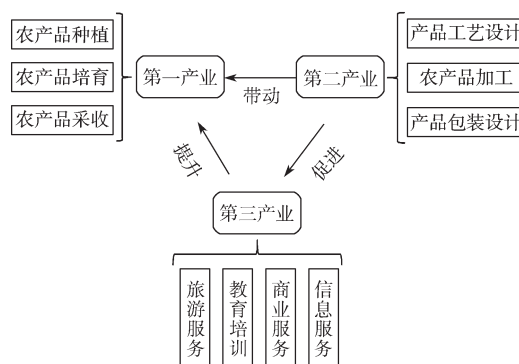 农产品种植
农产品培育
农产品采收
第一产业
带动
第二产业
产品工艺设计
农产品加工
产品包装设计
提升
促进
第三产业
旅游服务
教育培训
商业服务
信息服务